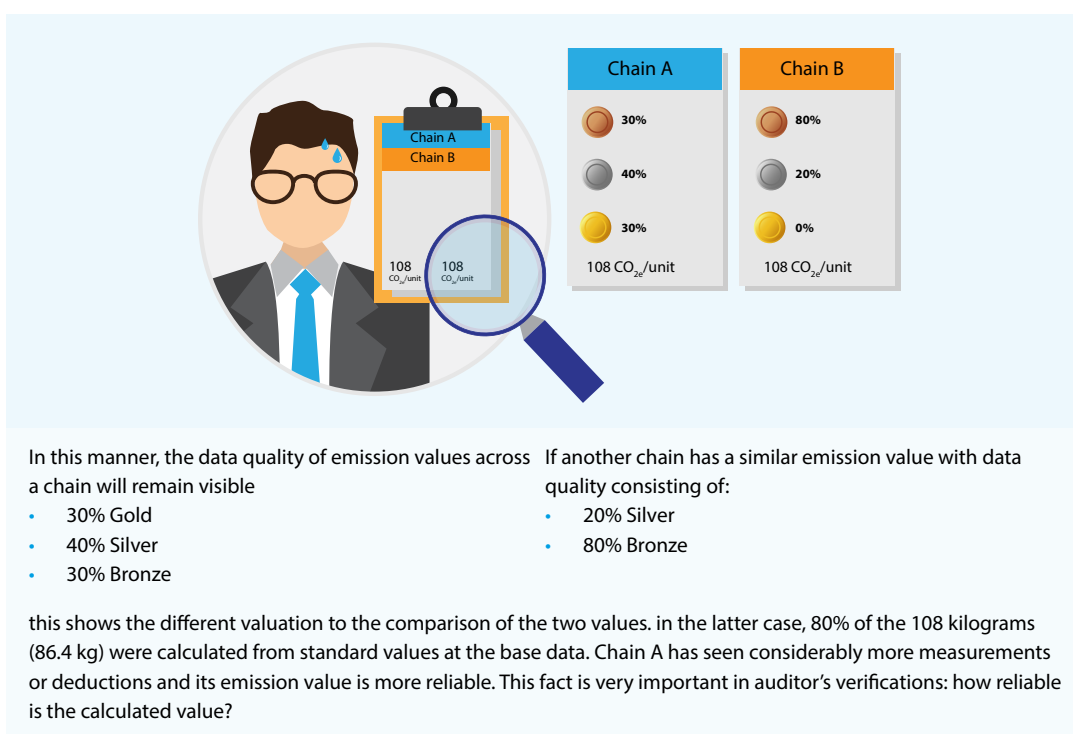 Chain A
Chain B
108
CO2e/unit
108
CO2e/unit
Chain A
30%
40%
30%
108 CO2e/unit
Chain B
80%
20%
0%
108 CO2e/unit
In this manner, the data quality of emission values across
a chain will remain visible
• 30% Gold
• 40% Silver
• 30% Bronze
If another chain has a similar emission value with data
quality consisting of:
• 20% Silver
• 80% Bronze
this shows the different valuation to the comparison of the two values. in the latter case, 80% of the 108 kilograms
(86.4 kg) were calculated from standard values at the base data. Chain A has seen considerably more measurements
or deductions and its emission value is more reliable. This fact is very important in auditor’s verifications: how reliable
is the calculated value?